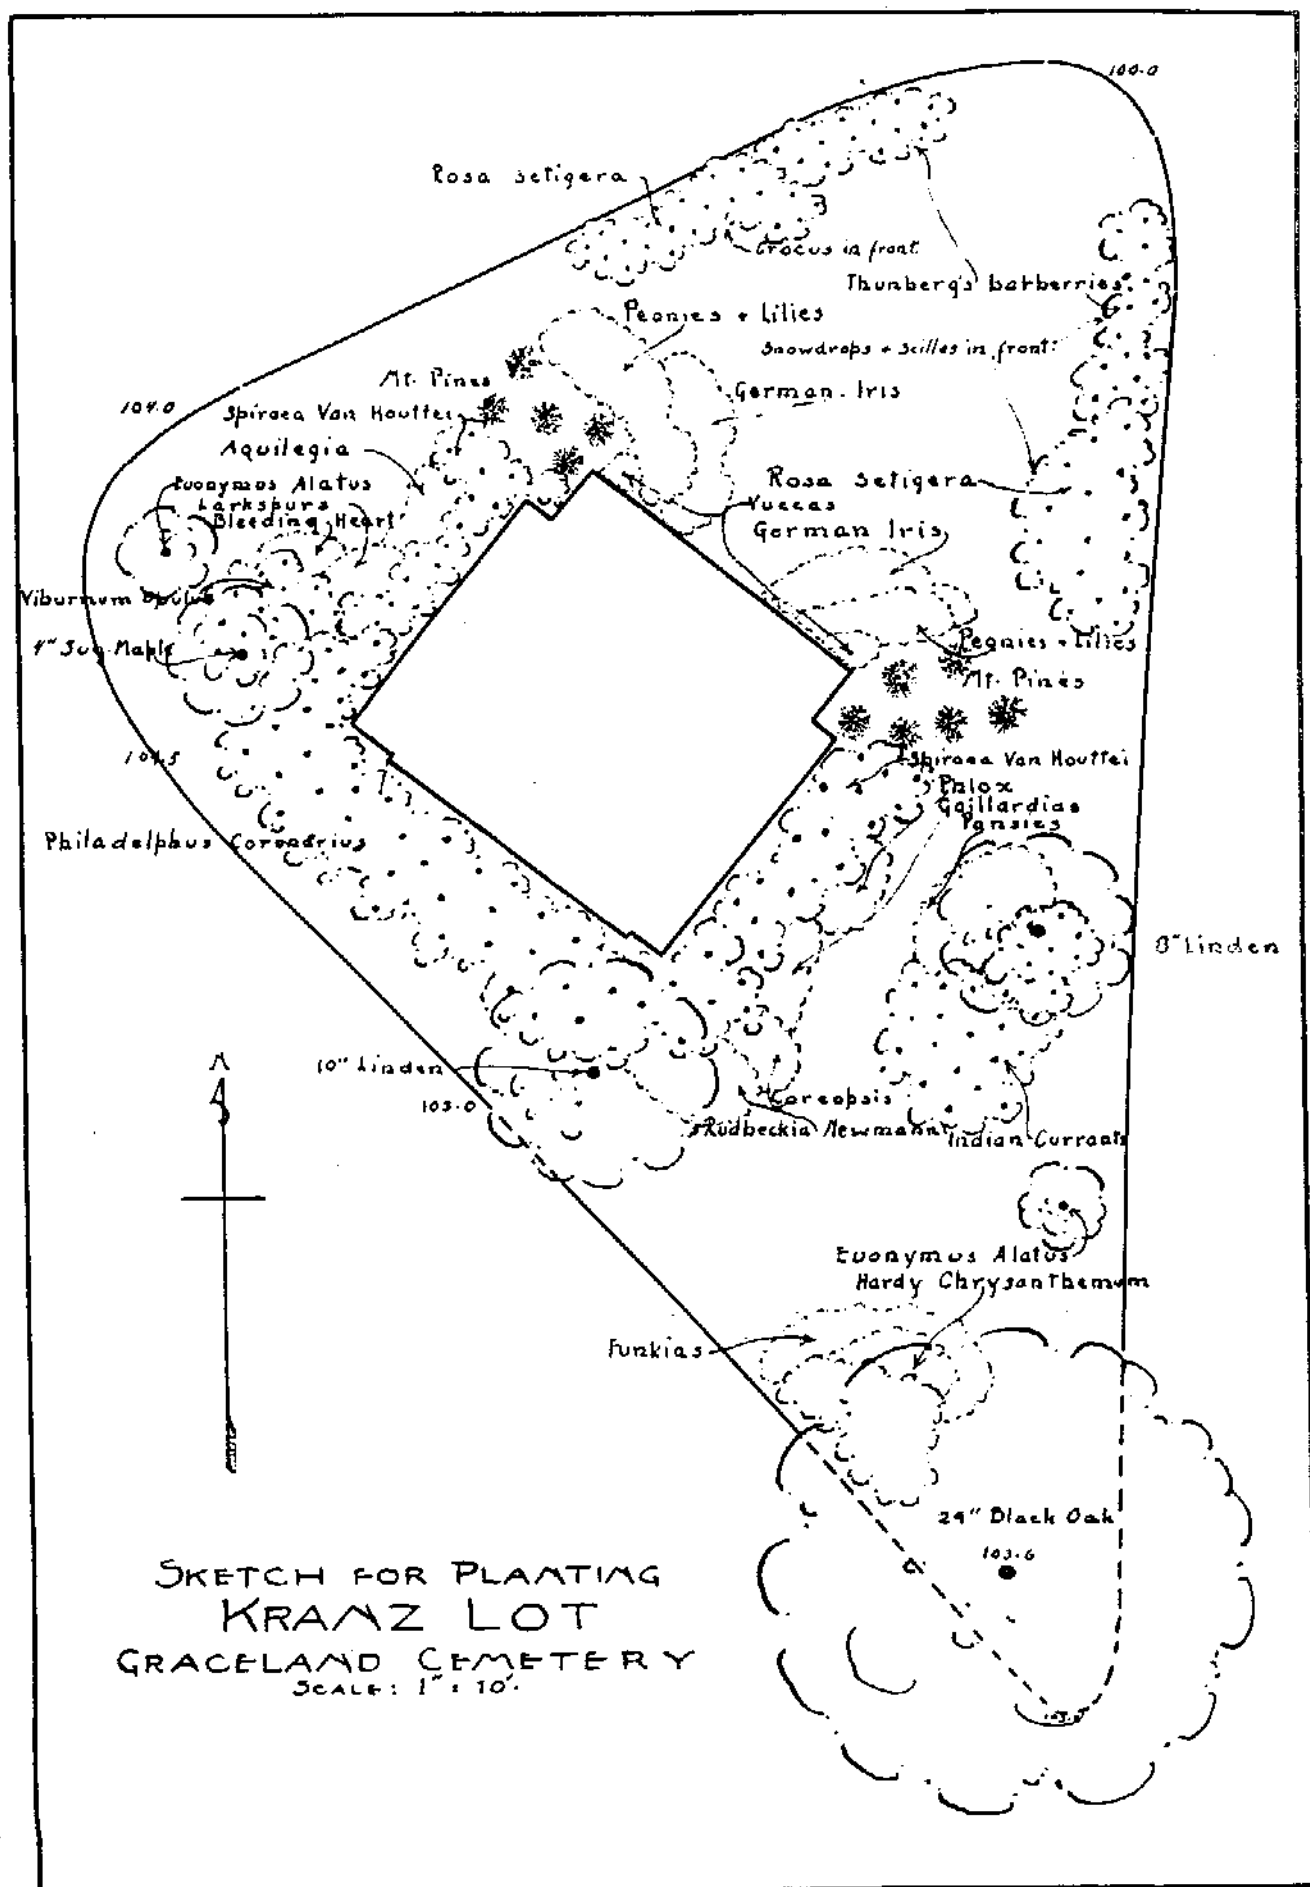 100.0
Rosa setigera
Crocus in front
Thunberg's barberries
Peonies + Lilies
Snowdrops + Scillas in front
Mt. Pines
German Iris
104.0
Spiraea Van Houttei
Aquilegia
Euonymos Alatus
Larkspurs
Bleeding Heart
Rosa setigera
Yuccas
German Iris
Viburnum Opulus
4" Sug. Maple
Peonies + Lilies
Mt. Pines
104.5
Spiraea Van Houttei
Phlox
Gaillardias
Pansies
Philadelphus Corondrius
8" Linden
10" Linden
103.0
Coreopsis
Rudbeckia Newmanni
Indian Currants
Euonymus Alatus
Hardy Chrysanthemum
Funkias
24" Black Oak
103.6
SKETCH FOR PLANTING
KRANZ LOT
GRACELAND CEMETERY
SCALE: 1" = 10'.